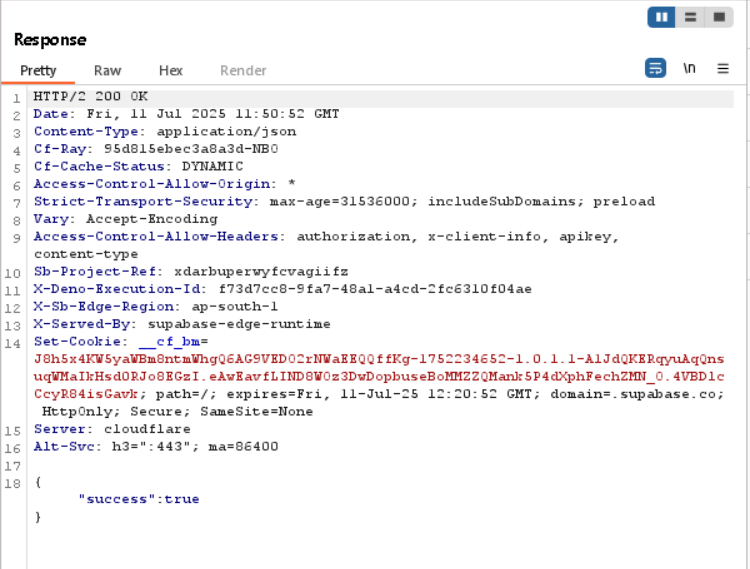 Response
Pretty Raw Hex Render
\n
1 HTTP/2 200 OK
2 Date: Fri, 11 Jul 2025 11:50:52 GMT
3 Content-Type: application/json
4 Cf-Ray: 95d815ebec3a8a3d-NBO
5 Cf-Cache-Status: DYNAMIC
6 Access-Control-Allow-Origin: *
7 Strict-Transport-Security: max-age=31536000; includeSubDomains; preload
8 Vary: Accept-Encoding
9 Access-Control-Allow-Headers: authorization, x-client-info, apikey,
content-type
10 Sb-Project-Ref: xdarbuperwyfcvagiifz
11 X-Deno-Execution-Id: f73d7cc8-9fa7-48a1-a4cd-2fc6310f04ae
12 X-Sb-Edge-Region: ap-south-1
13 X-Served-By: supabase-edge-runtime
14 Set-Cookie: __cf_bm=
J8h5x4KW5yaWBm8ntmWhgQ6AG9VED02rNWaEEQQffKg-1752234652-1.0.1.1-A1JdQKERqyuAqQns
uqWMaIkHsd0RJo8EGzI.eAwEavfLIND8W0z3DwDopbuseBoMMZZQMank5P4dXphFechZMN_0.4VBD1c
CcyR84isGavk; path=/; expires=Fri, 11-Jul-25 12:20:52 GMT; domain=.supabase.co;
HttpOnly; Secure; SameSite=None
15 Server: cloudflare
16 Alt-Svc: h3=":443"; ma=86400
17
18 {
"success":true
}